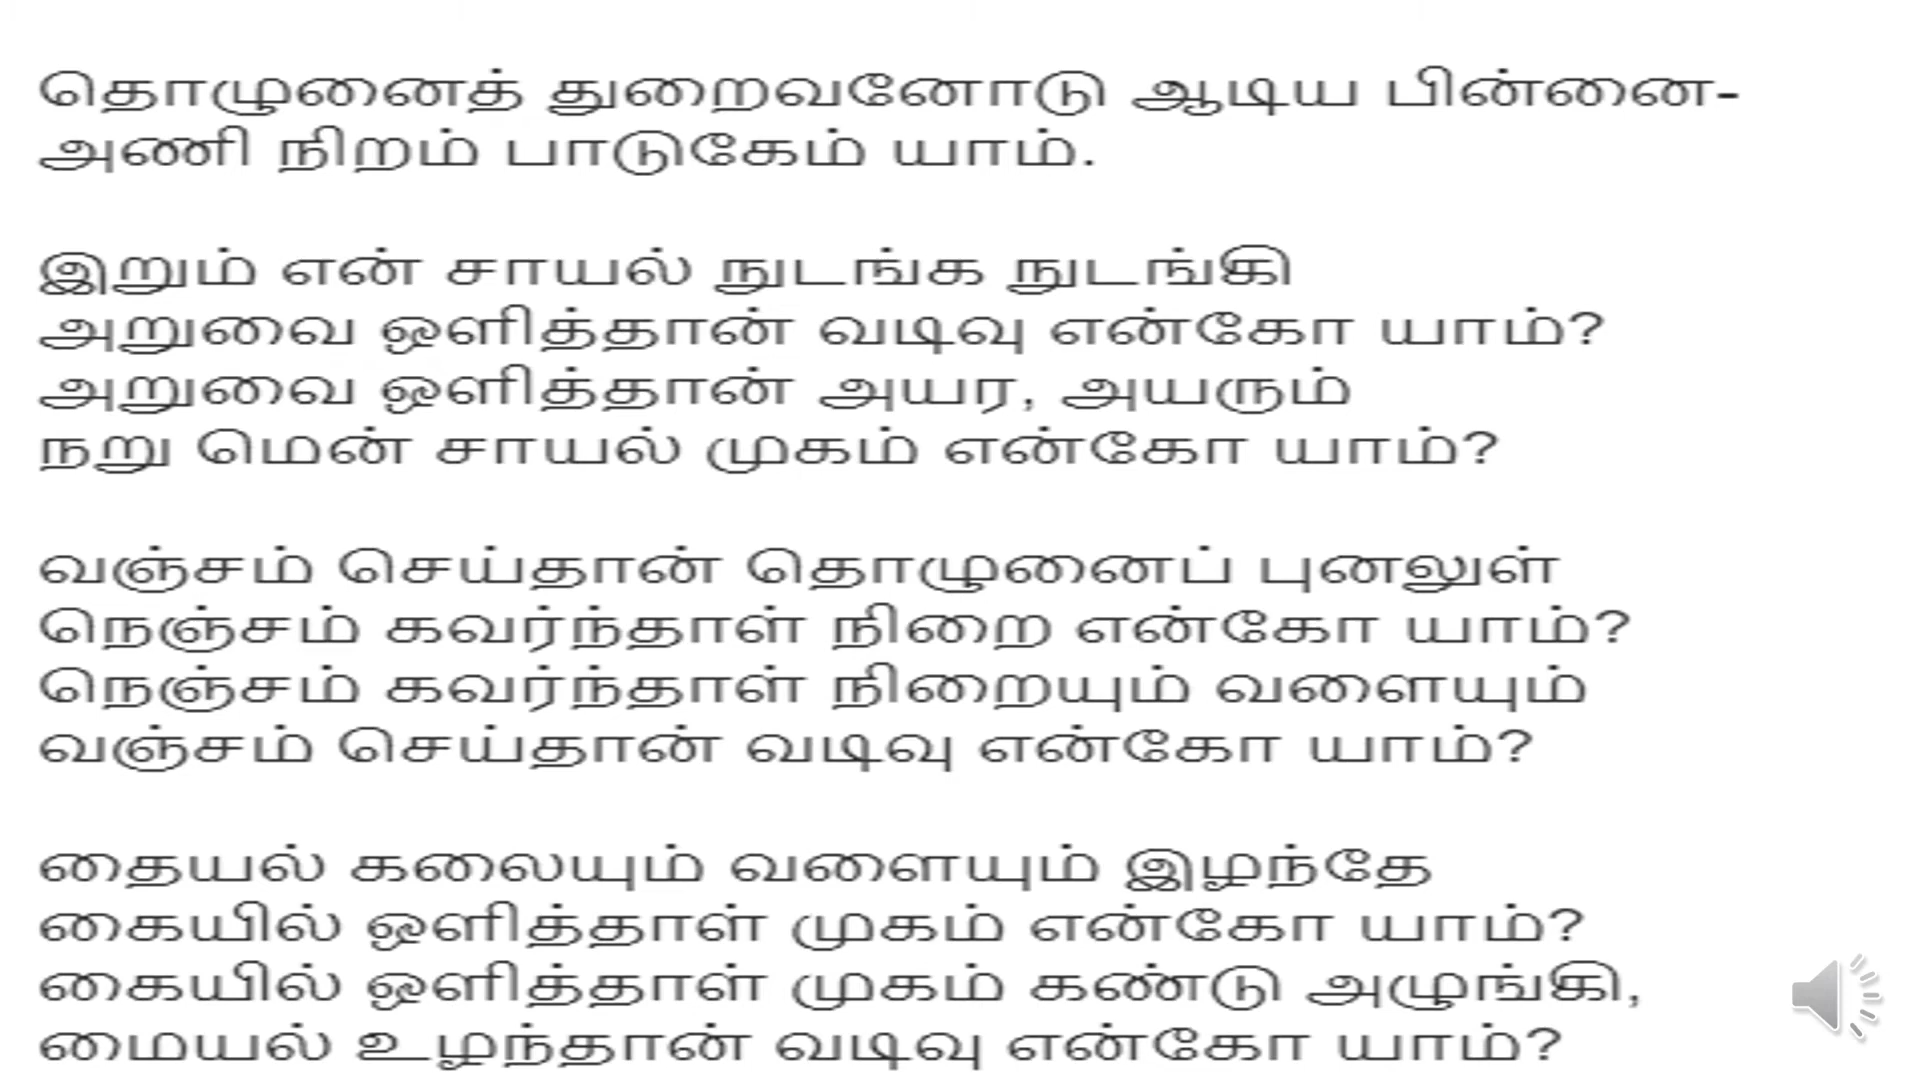 தொழுனைத் துறைவனோடு ஆடிய பின்னை-
அணி நிறம் பாடுகேம் யாம்.
இறும் என் சாயல் நுடங்க நுடங்கி
அறுவை ஒளித்தான் வடிவு என்கோ யாம்?
அறுவை ஒளித்தான் அயர, அயரும்
நறு மென் சாயல் முகம் என்கோ யாம்?
வஞ்சம் செய்தான் தொழுனைப் புனலுள்
நெஞ்சம் கவர்ந்தாள் நிறை என்கோ யாம்?
நெஞ்சம் கவர்ந்தாள் நிறையும் வளையும்
வஞ்சம் செய்தான் வடிவு என்கோ யாம்?
தையல் கலையும் வளையும் இழந்தே
கையில் ஒளித்தாள் முகம் என்கோ யாம்?
கையில் ஒளித்தாள் முகம் கண்டு அழுங்கி,
மையல் உழந்தான் வடிவு என்கோ யாம்?